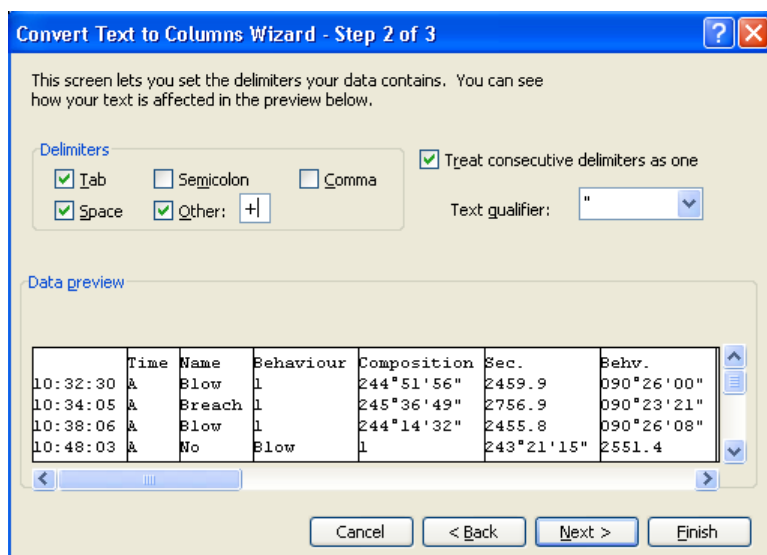 Convert Text to Columns Wizard - Step 2 of 3
This screen lets you set the delimiters your data contains. You can see
how your text is affected in the preview below.
Delimiters
Tab Semicolon Comma
Space Other: +
Treat consecutive delimiters as one
Text qualifier: "
Data preview
Time Name Behaviour Composition Sec. Behv.
10:32:30 A Blow 1 244°51'56" 2459.9 090°26'00"
10:34:05 A Breach 1 245°36'49" 2756.9 090°23'21"
10:38:06 A Blow 1 244°14'32" 2455.8 090°26'08"
10:48:03 A No Blow 1 243°21'15" 2551.4
Cancel < Back Next > Finish